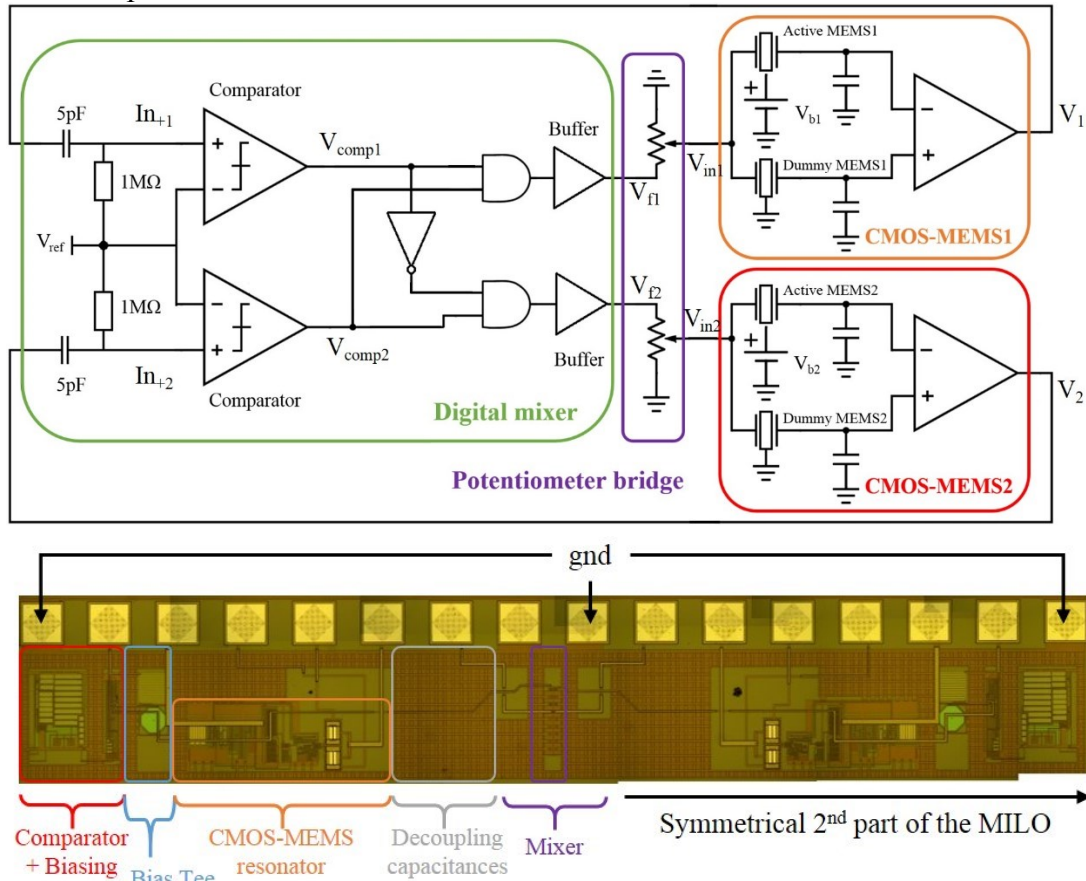 Comparator
5pF
In+1
Vcomp1
Buffer
1MΩ
Vf1
Vin1
Vref
1MΩ
Vf2
Vin2
5pF
In+2
Comparator
Vcomp2
Buffer
Digital mixer
Potentiometer bridge
Active MEMS1
Vb1
Dummy MEMS1
CMOS-MEMS1
V1
Active MEMS2
Vb2
Dummy MEMS2
CMOS-MEMS2
V2
gnd
Comparator
+ Biasing
Bias Tee
CMOS-MEMS
resonator
Decoupling
capacitances
Mixer
Symmetrical 2nd part of the MILO